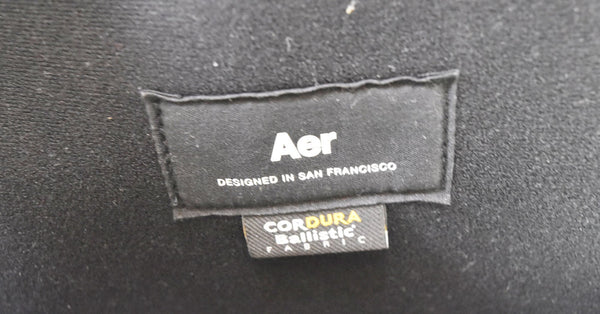 Aer
DESIGNED IN SAN FRANCISCO
CORDURA
Ballistic®
FABRIC